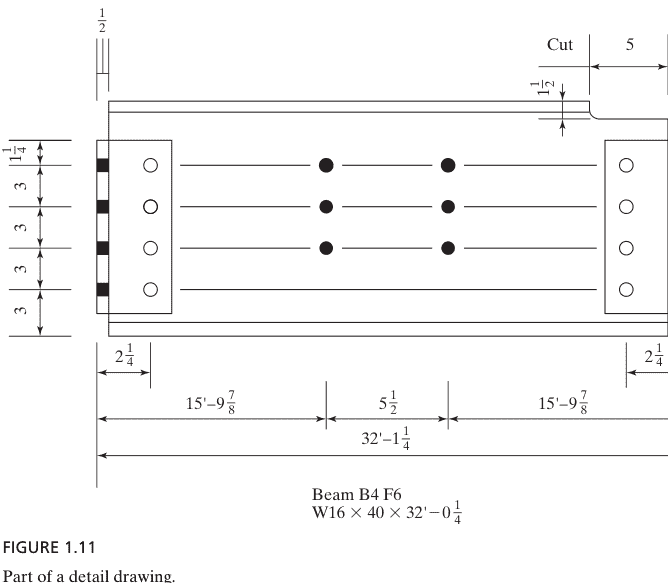 1/2
Cut 5
1 1/2
1 1/4
3
3
3
3
2 1/4 2 1/4
15'–9 7/8 5 1/2 15'–9 7/8
32'–1 1/4
Beam B4 F6
W16 × 40 × 32'–0 1/4
FIGURE 1.11
Part of a detail drawing.